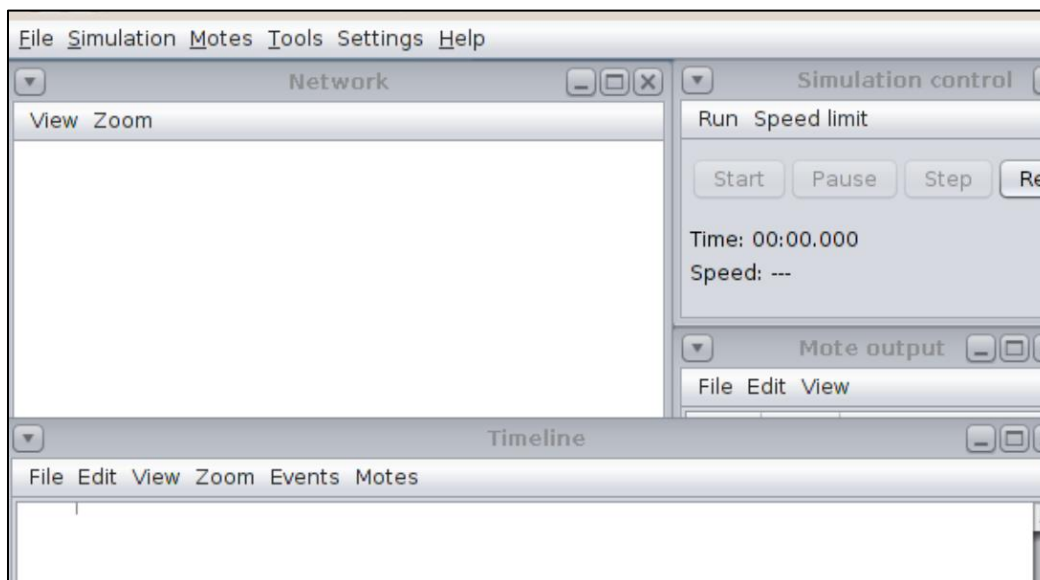 File Simulation Motes Tools Settings Help
Network
View Zoom
Simulation control
Run Speed limit
Start Pause Step Re
Time: 00:00.000
Speed: ---
Mote output
File Edit View
Timeline
File Edit View Zoom Events Motes